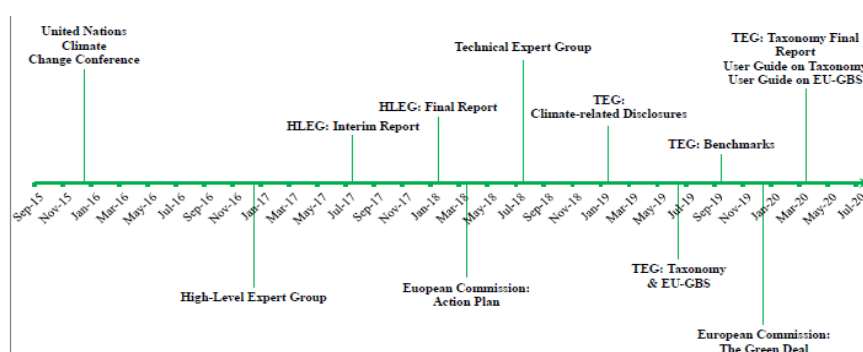 United Nations
Climate
Change Conference
Technical Expert Group
TEG: Taxonomy Final
Report
User Guide on Taxonomy
User Guide on EU-GBS
HLEG: Interim Report
HLEG: Final Report
TEG:
Climate-related Disclosures
TEG: Benchmarks
Sep-15
Nov-15
Jan-16
Mar-16
May-16
Jul-16
Sep-16
Nov-16
Jan-17
Mar-17
May-17
Jul-17
Sep-17
Nov-17
Jan-18
Mar-18
May-18
Jul-18
Sep-18
Nov-18
Jan-19
Mar-19
May-19
Jul-19
Sep-19
Nov-19
Jan-20
Mar-20
May-20
Jul-20
High-Level Expert Group
Euopean Commission:
Action Plan
TEG: Taxonomy
& EU-GBS
European Commission:
The Green Deal